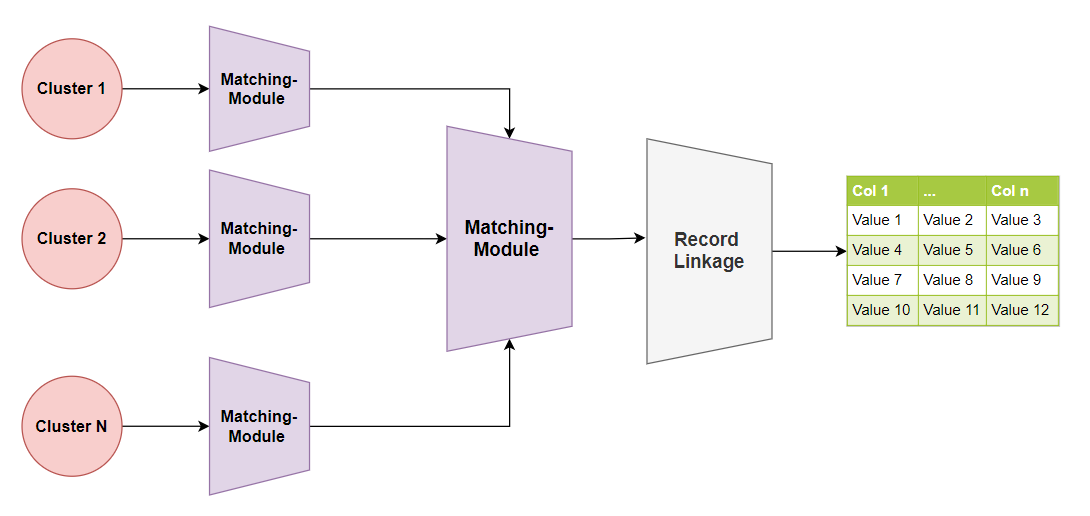 Cluster 1
Matching-
Module
Cluster 2
Matching-
Module
Cluster N
Matching-
Module
Matching-
Module
Record
Linkage
Col 1 ... Col n
Value 1 Value 2 Value 3
Value 4 Value 5 Value 6
Value 7 Value 8 Value 9
Value 10 Value 11 Value 12